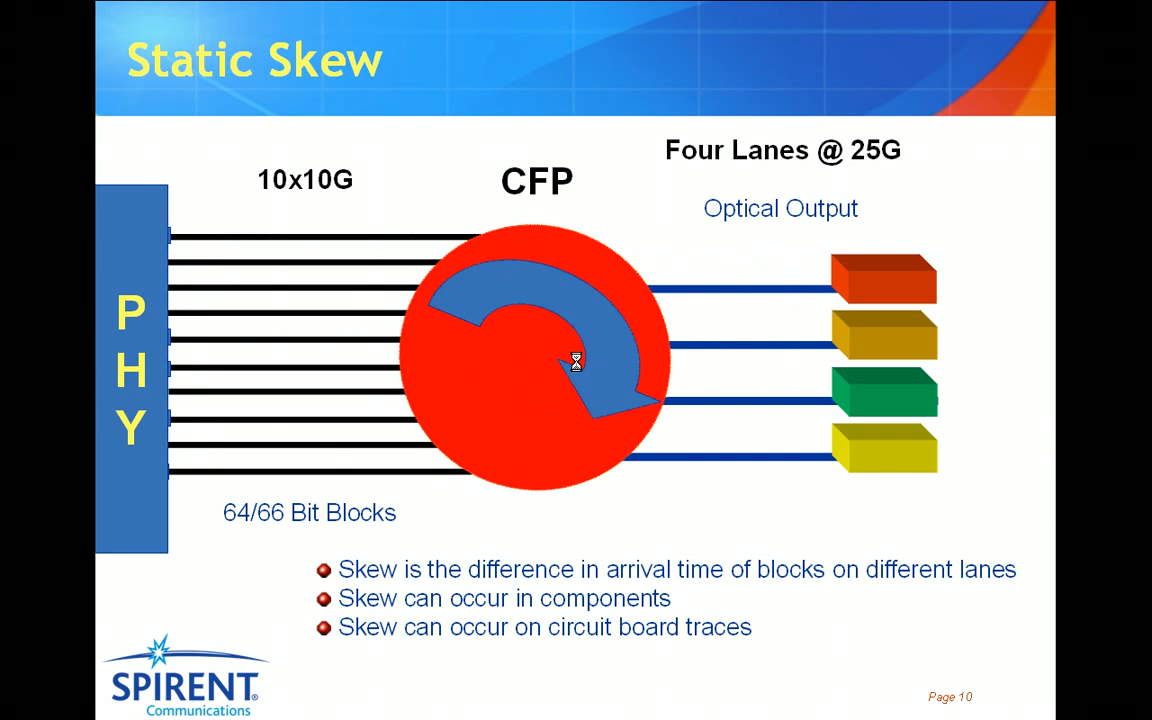 Static Skew
Four Lanes @ 25G
10x10G
CFP
Optical Output
P
H
Y
64/66 Bit Blocks
Skew is the difference in arrival time of blocks on different lanes
Skew can occur in components
Skew can occur on circuit board traces
SPIRENT
Communications
Page 10